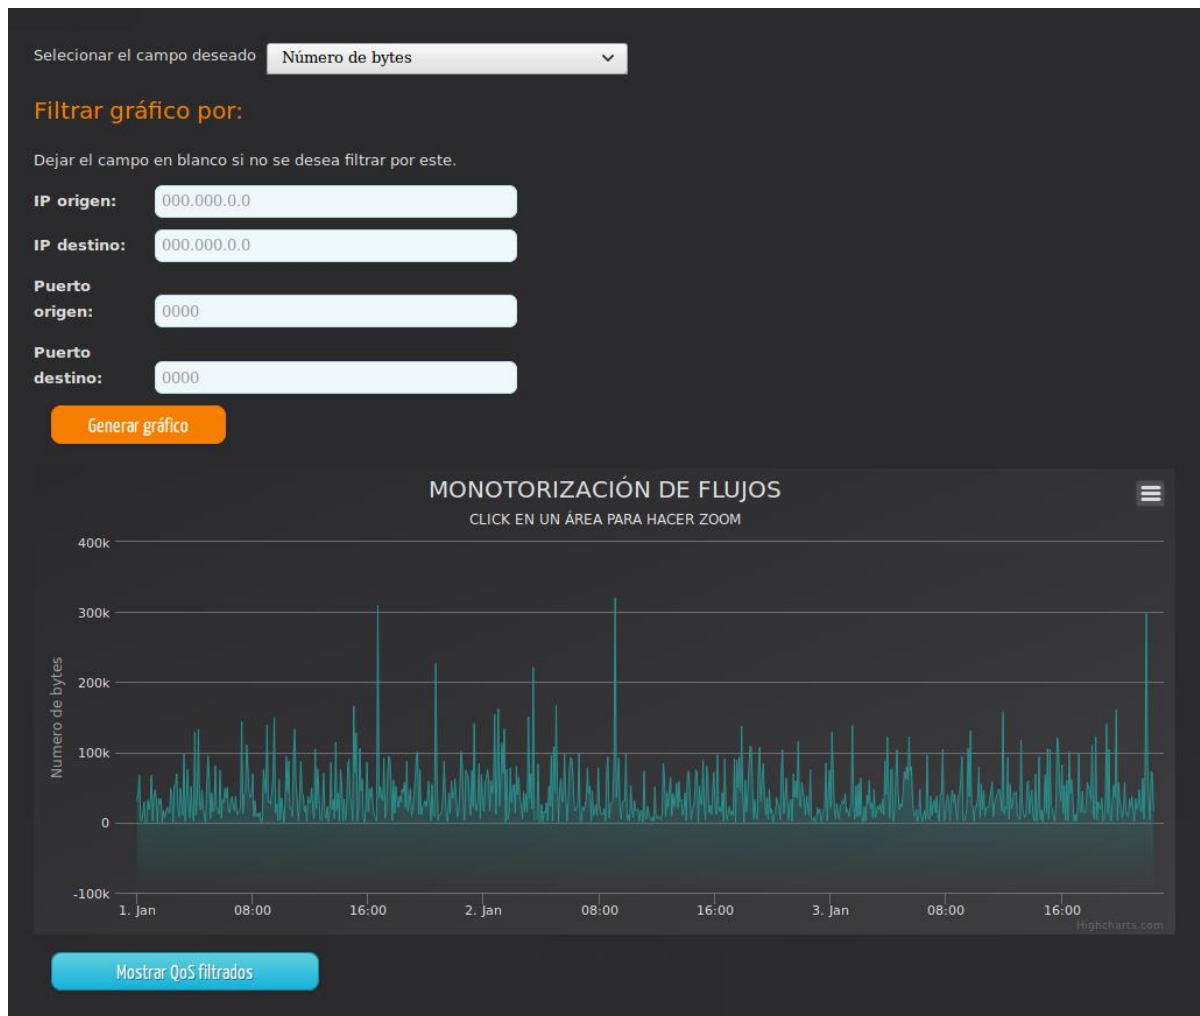 Selecionar el campo deseado Número de bytes
Filtrar gráfico por:
Dejar el campo en blanco si no se desea filtrar por este.
IP origen: 000.000.0.0
IP destino: 000.000.0.0
Puerto
origen: 0000
Puerto
destino: 0000
Generar gráfico
MONOTORIZACIÓN DE FLUJOS
CLICK EN UN ÁREA PARA HACER ZOOM
Numero de bytes
400k
300k
200k
100k
0
-100k
1. Jan 08:00 16:00 2. Jan 08:00 16:00 3. Jan 08:00 16:00
Highcharts.com
Mostrar QoS filtrados